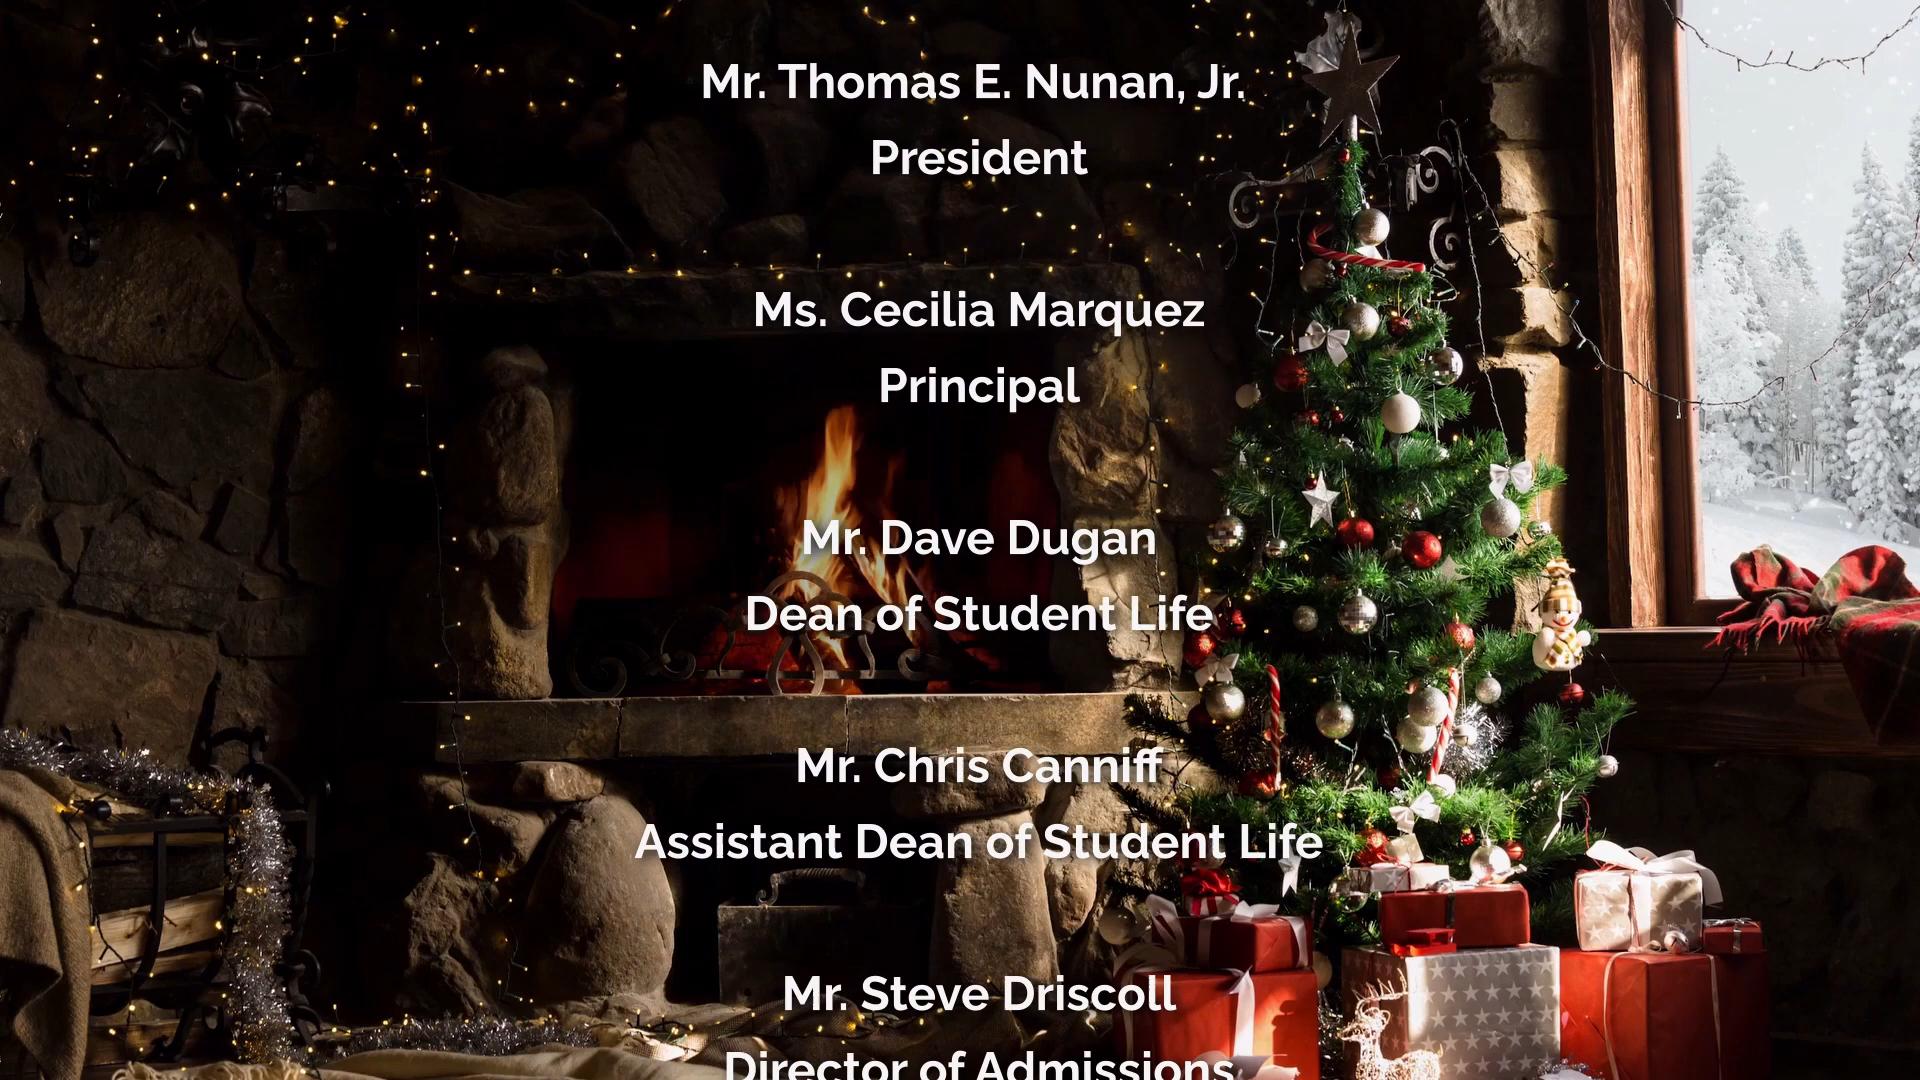 Mr. Thomas E. Nunan, Jr.
President
Ms. Cecilia Marquez
Principal
Mr. Dave Dugan
Dean of Student Life
Mr. Chris Canniff
Assistant Dean of Student Life
Mr. Steve Driscoll
Director of Admissions